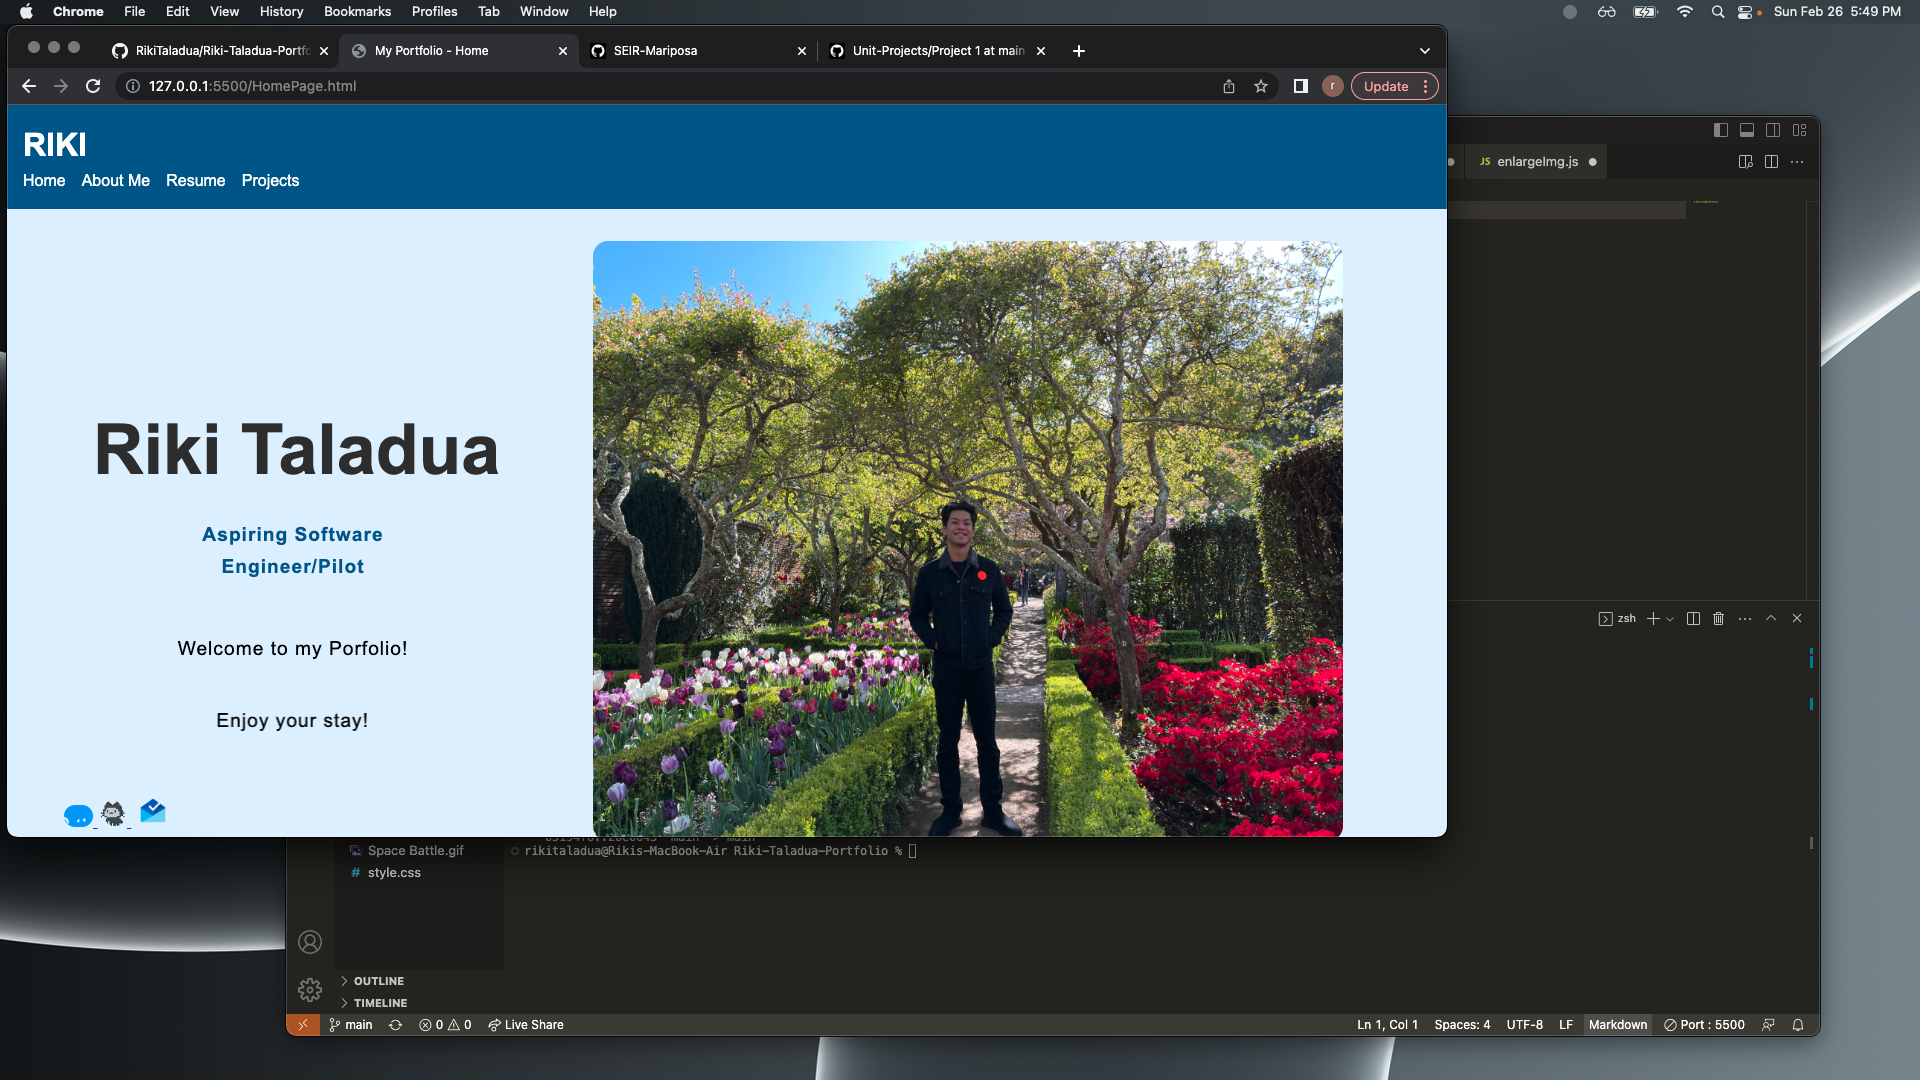 Chrome File Edit View History Bookmarks Profiles Tab Window Help Sun Feb 26 5:49 PM
RikiTaladua/Riki-Taladua-Portfo My Portfolio - Home SEIR-Mariposa Unit-Projects/Project 1 at main
127.0.0.1:5500/HomePage.html r Update
RIKI
Home About Me Resume Projects
JS enlargeImg.js
Riki Taladua
Aspiring Software
Engineer/Pilot
zsh
Welcome to my Porfolio!
Enjoy your stay!
Space Battle.gif rikitaladua@Rikis-MacBook-Air Riki-Taladua-Portfolio %
# style.css
OUTLINE
TIMELINE
main 0 0 Live Share Ln 1, Col 1 Spaces: 4 UTF-8 LF Markdown Port : 5500